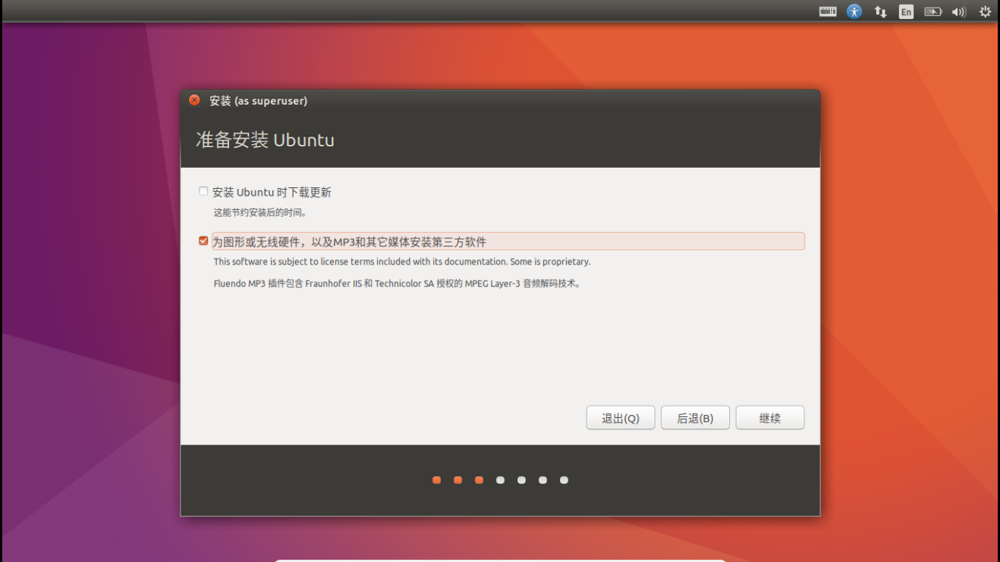 En
安装 (as superuser)
准备安装 Ubuntu
安装 Ubuntu 时下载更新
这能节约安装后的时间。
为图形或无线硬件，以及MP3和其它媒体安装第三方软件
This software is subject to license terms included with its documentation. Some is proprietary.
Fluendo MP3 插件包含 Fraunhofer IIS 和 Technicolor SA 授权的 MPEG Layer-3 音频解码技术。
退出(Q) 后退(B) 继续